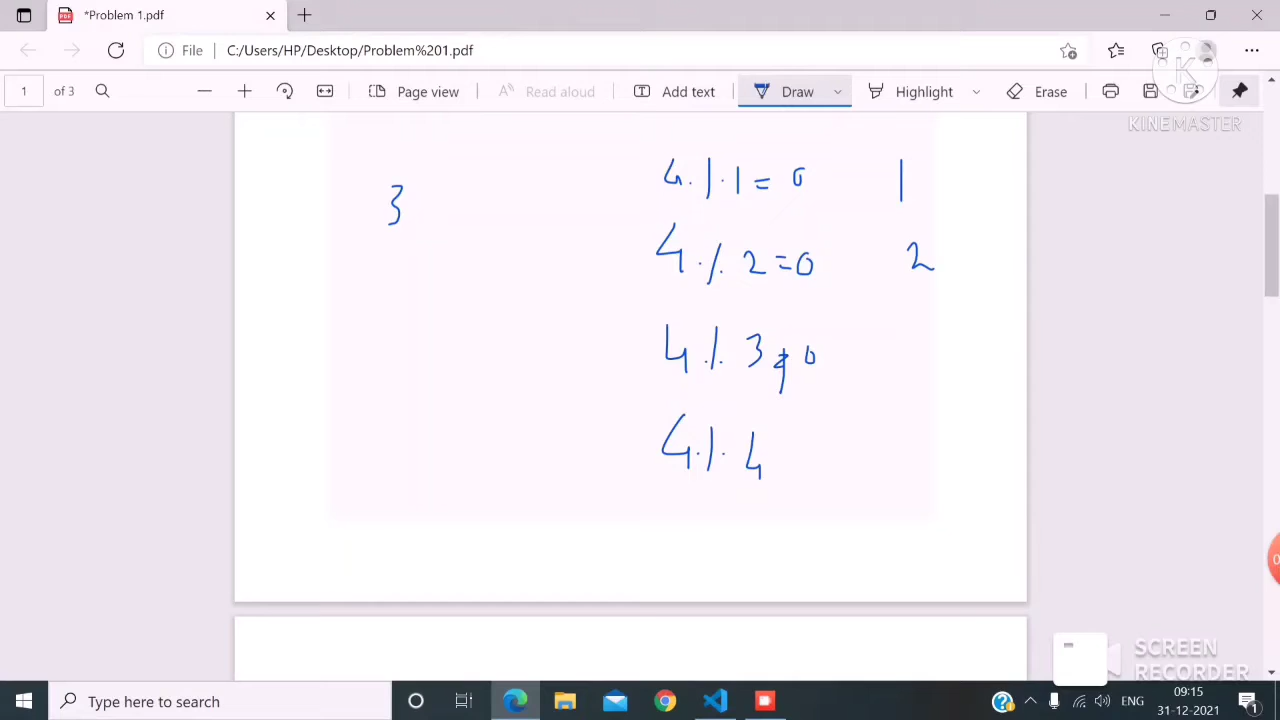 *Problem 1.pdf
File C:/Users/HP/Desktop/Problem%201.pdf
1 of 3 Page view Read aloud Add text Draw Highlight Erase
K
KINEMASTER
4 % 1 = 0 1
3
4 % 2 = 0 2
4 % 3 ≠ 0
4 % 4
SCREEN
RECORDER
Type here to search ENG 09:15
31-12-2021 1